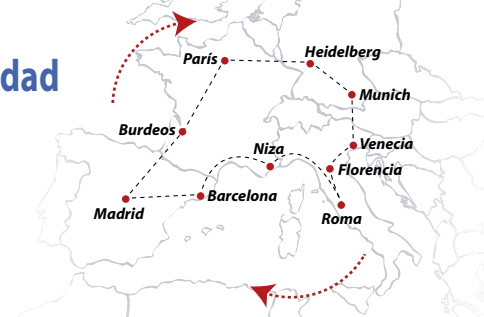 dad
Heidelberg
París
Munich
Burdeos
Venecia
Niza
Florencia
Barcelona
Madrid
Roma